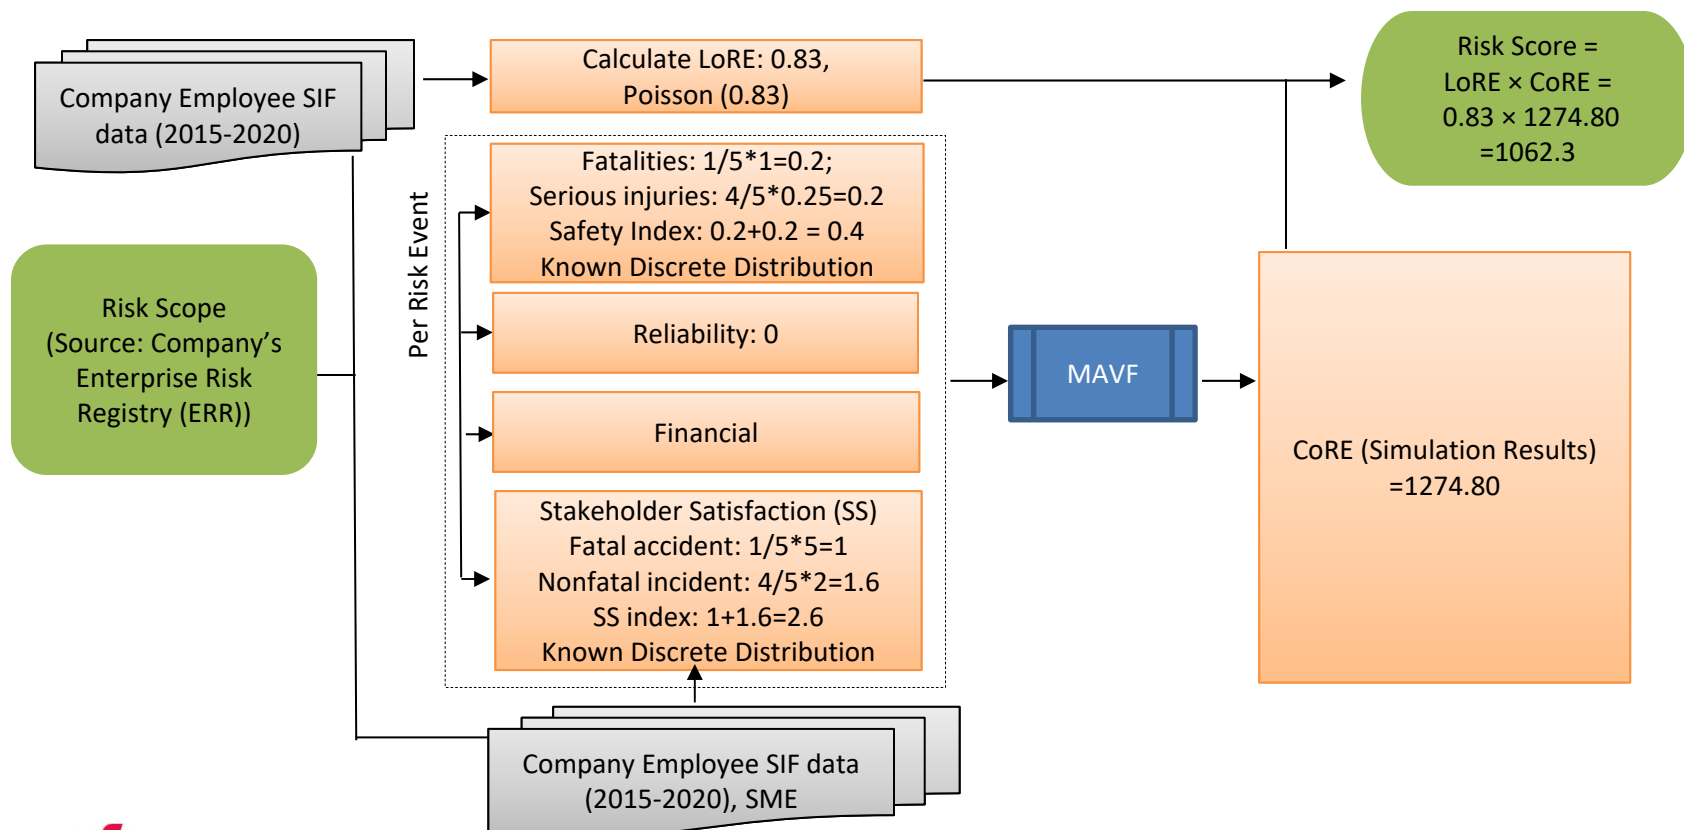 Company Employee SIF
data (2015-2020)
Calculate LoRE: 0.83,
Poisson (0.83)
Risk Score =
LoRE × CoRE =
0.83 × 1274.80
=1062.3
Risk Scope
(Source: Company’s
Enterprise Risk
Registry (ERR))
Per Risk Event
Fatalities: 1/5*1=0.2;
Serious injuries: 4/5*0.25=0.2
Safety Index: 0.2+0.2 = 0.4
Known Discrete Distribution
Reliability: 0
Financial
Stakeholder Satisfaction (SS)
Fatal accident: 1/5*5=1
Nonfatal incident: 4/5*2=1.6
SS index: 1+1.6=2.6
Known Discrete Distribution
MAVF
CoRE (Simulation Results)
=1274.80
Company Employee SIF data
(2015-2020), SME